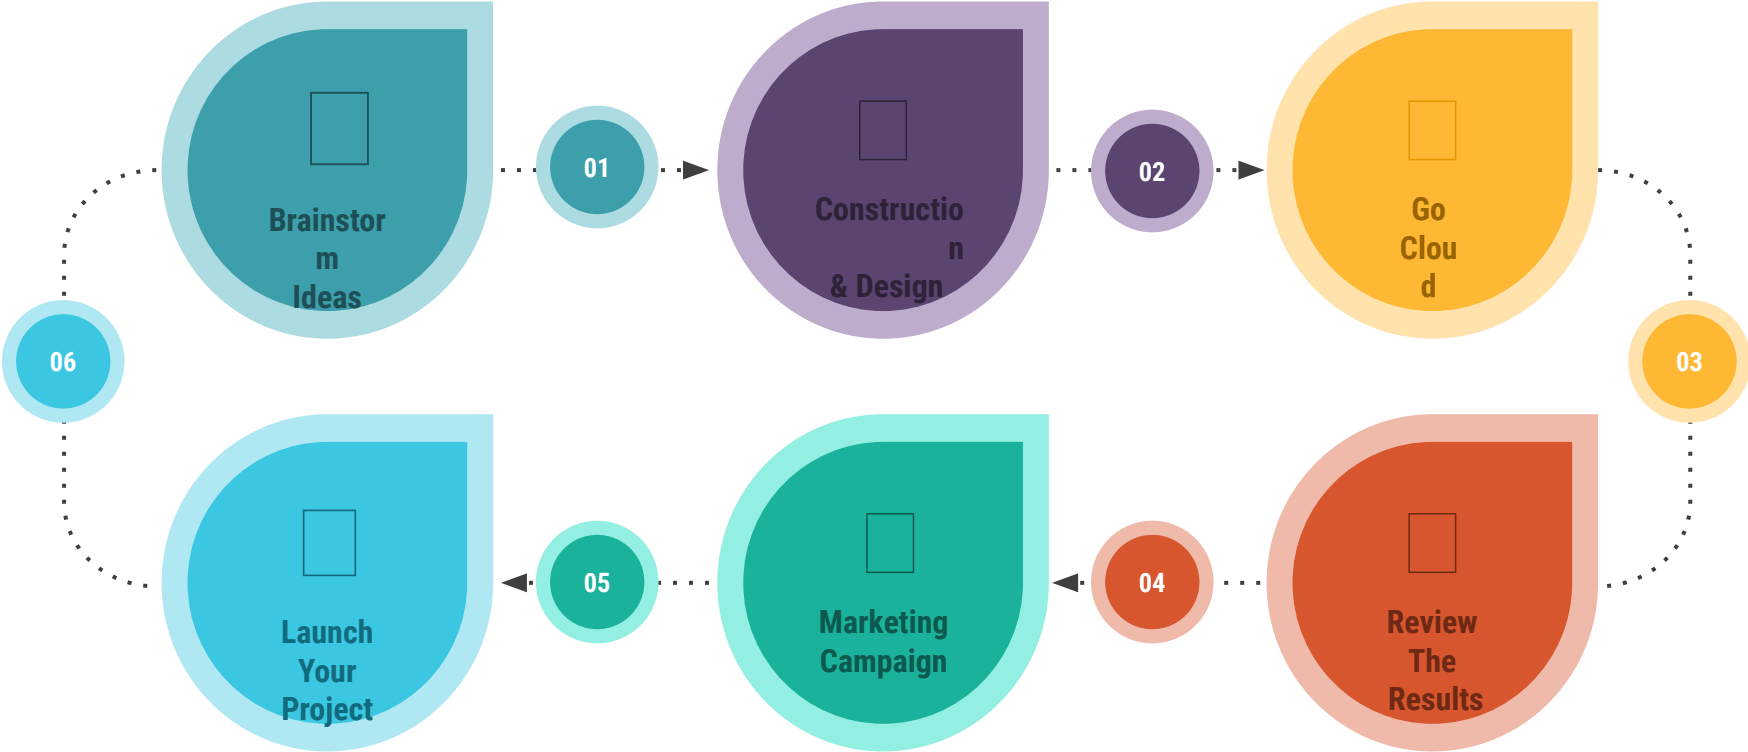 Brainstor
m
Ideas
01
Constructio
n
& Design
02
Go
Clou
d
03
Review
The
Results
04
Marketing
Campaign
05
Launch
Your
Project
06